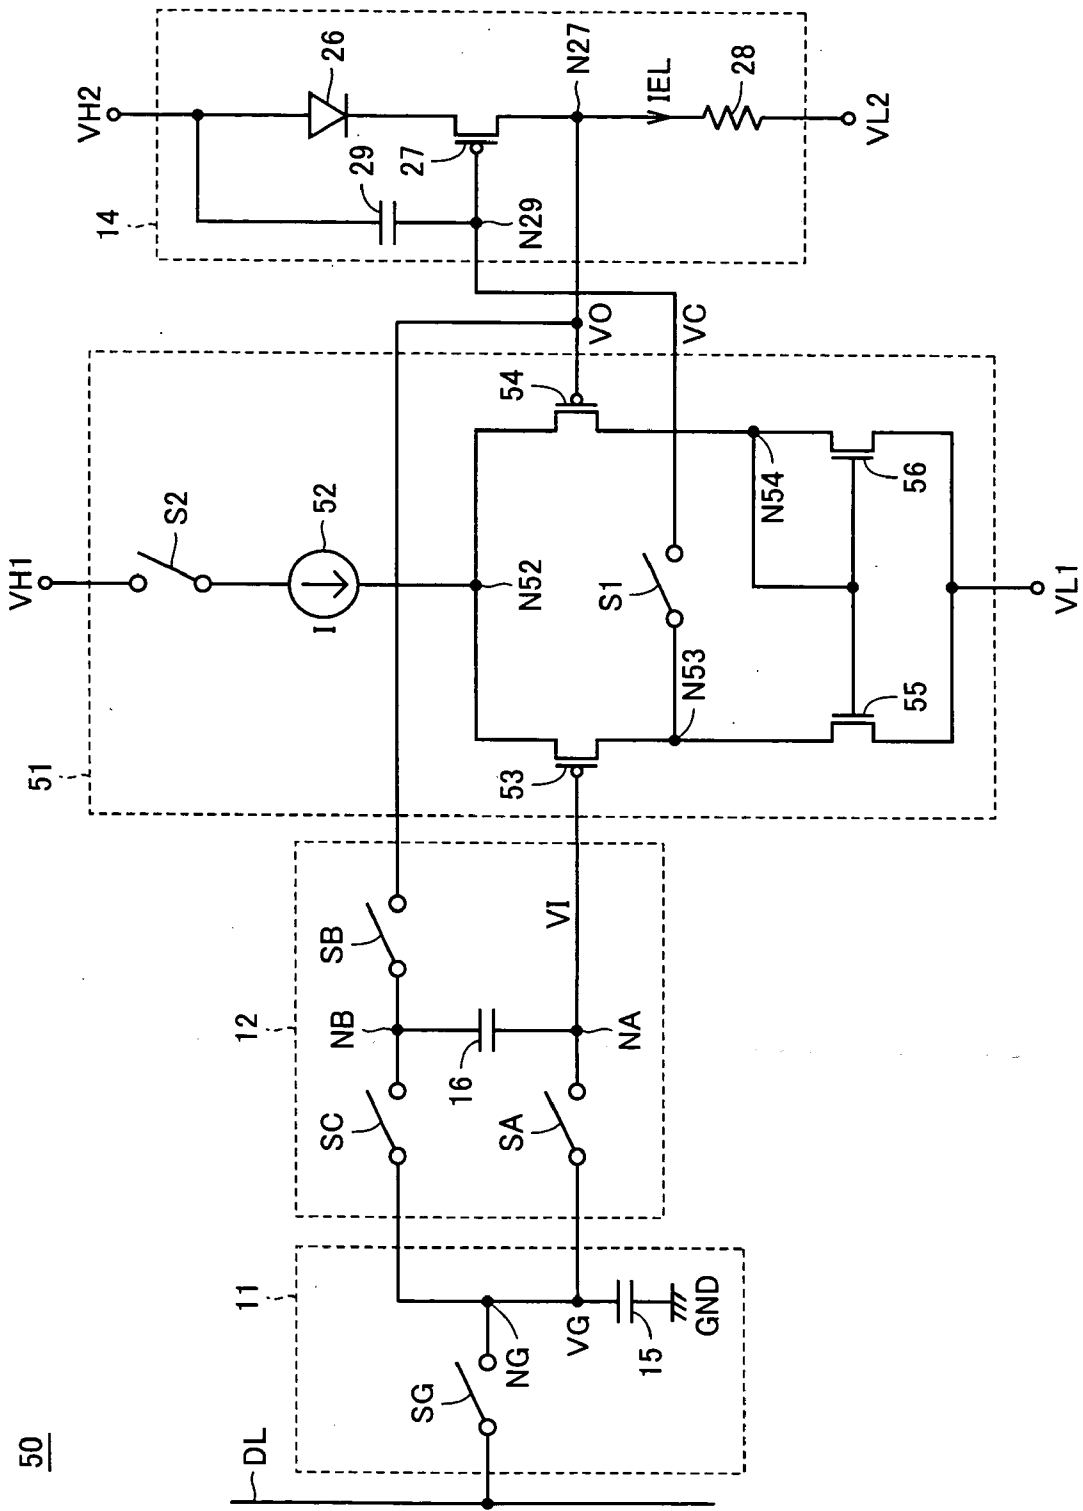 50
DL
SG
NG
VG
15
GND
11
SC
SA
16
NB
NA
12
SB
VI
51
VH1
S2
I
52
N52
53
54
N53
S1
N54
55
56
VL1
VO
VC
14
VH2
26
29
27
N29
N27
IEL
28
VL2